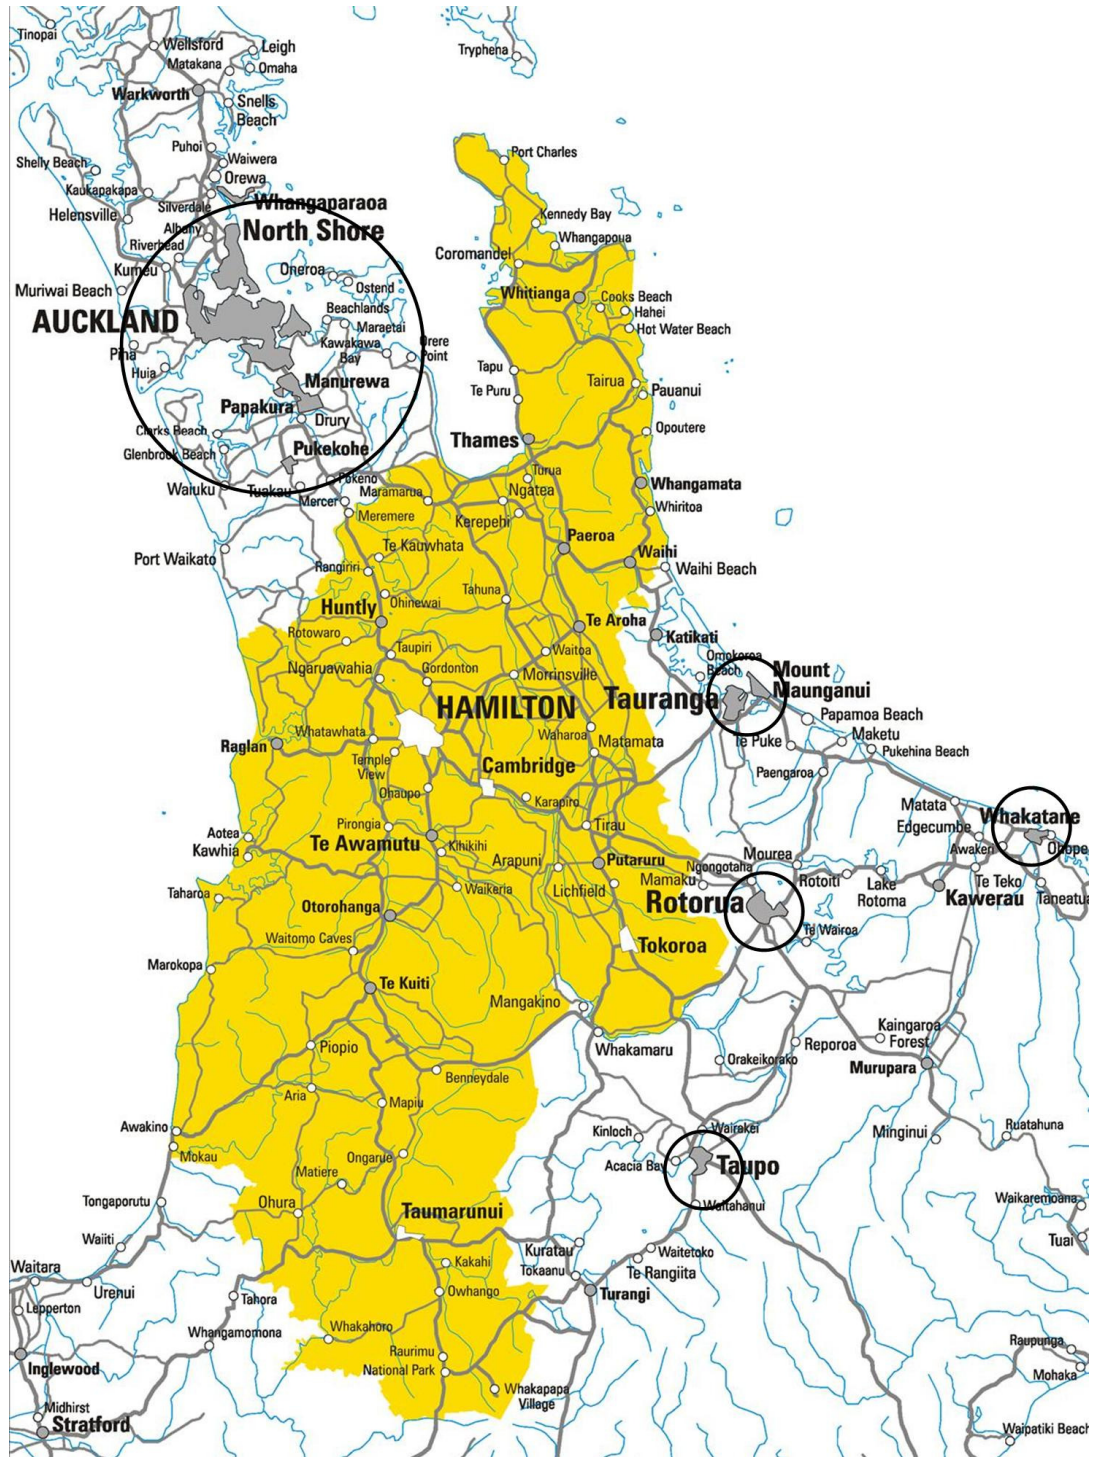 Tinopai
Wellsford
Leigh
Matakana
Omaha
Tryphena
Warkworth
Snells
Beach
Puhoi
Port Charles
Shelly Beach
Waiwera
Orewa
Kaukapakapa
Whangaparaoa
Silverdale
Helensville
Kennedy Bay
Albany
North Shore
Whangapoua
Riverhead
Coromandel
Kumeu
Oneroa
Ostend
Muriwai Beach
Whitianga
Cooks Beach
Beachlands
Hahei
AUCKLAND
Maraetai
Hot Water Beach
Kawakawa
Bay
Orere
Point
Piha
Huia
Tapu
Manurewa
Tairua
Pauanui
Te Puru
Papakura
Drury
Clarks Beach
Opoutere
Thames
Pukekohe
Glenbrook Beach
Turua
Pokeno
Waiuku
Tuakau
Maramarua
Ngatea
Whangamata
Mercer
Whiritoa
Meremere
Kerepehi
Paeroa
Te Kauwhata
Waihi
Port Waikato
Rangiriri
Waihi Beach
Tahuna
Huntly
Ohinewai
Te Aroha
Rotowaro
Katikati
Taupiri
Waitoa
Omokoroa
Beach
Ngaruawahia
Gordonton
Morrinsville
Mount
Maunganui
Tauranga
HAMILTON
Papamoa Beach
Whatawhata
Waharoa
Matamata
Te Puke
Maketu
Raglan
Pukehina Beach
Temple
View
Cambridge
Paengaroa
Ohaupo
Karapiro
Matata
Whakatane
Pirongia
Tirau
Edgecumbe
Aotea
Te Awamutu
Kihikihi
Awakeri
Ohope
Kawhia
Arapuni
Putaruru
Mourea
Ngongotaha
Mamaku
Rotoiti
Lake
Rotoma
Te Teko
Taharoa
Waikeria
Lichfield
Rotorua
Kawerau
Taneatua
Otorohanga
Te Wairoa
Waitomo Caves
Tokoroa
Marokopa
Te Kuiti
Mangakino
Kaingaroa
Forest
Piopio
Whakamaru
Reporoa
Orakeikorako
Murupara
Benneydale
Aria
Mapiu
Awakino
Kinloch
Wairakei
Minginui
Ruatahuna
Mokau
Ongarue
Acacia Bay
Taupo
Matiere
Tongaporutu
Ohura
Taumarunui
Waitahanui
Waikaremoana
Waiiti
Kuratau
Waitetoko
Tuai
Waitara
Kakahi
Tokaanu
Te Rangiita
Urenui
Owhango
Turangi
Lepperton
Tahora
Whakahoro
Whangamomona
Raurimu
Raupunga
Inglewood
National Park
Mohaka
Whakapapa
Village
Midhirst
Stratford
Waipatiki Beach